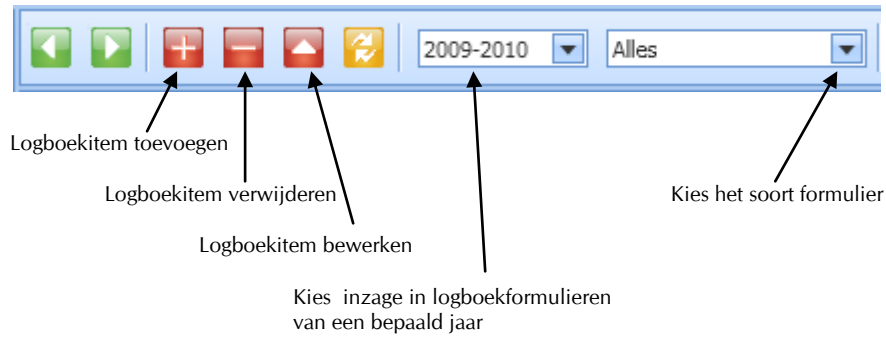 2009-2010
Alles
Logboekitem toevoegen
Logboekitem verwijderen
Kies het soort formulier
Logboekitem bewerken
Kies inzage in logboekformulieren
van een bepaald jaar